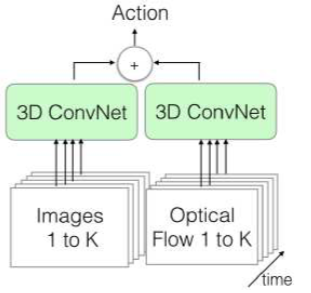 Action
+
3D ConvNet
3D ConvNet
Images
1 to K
Optical
Flow 1 to K
time